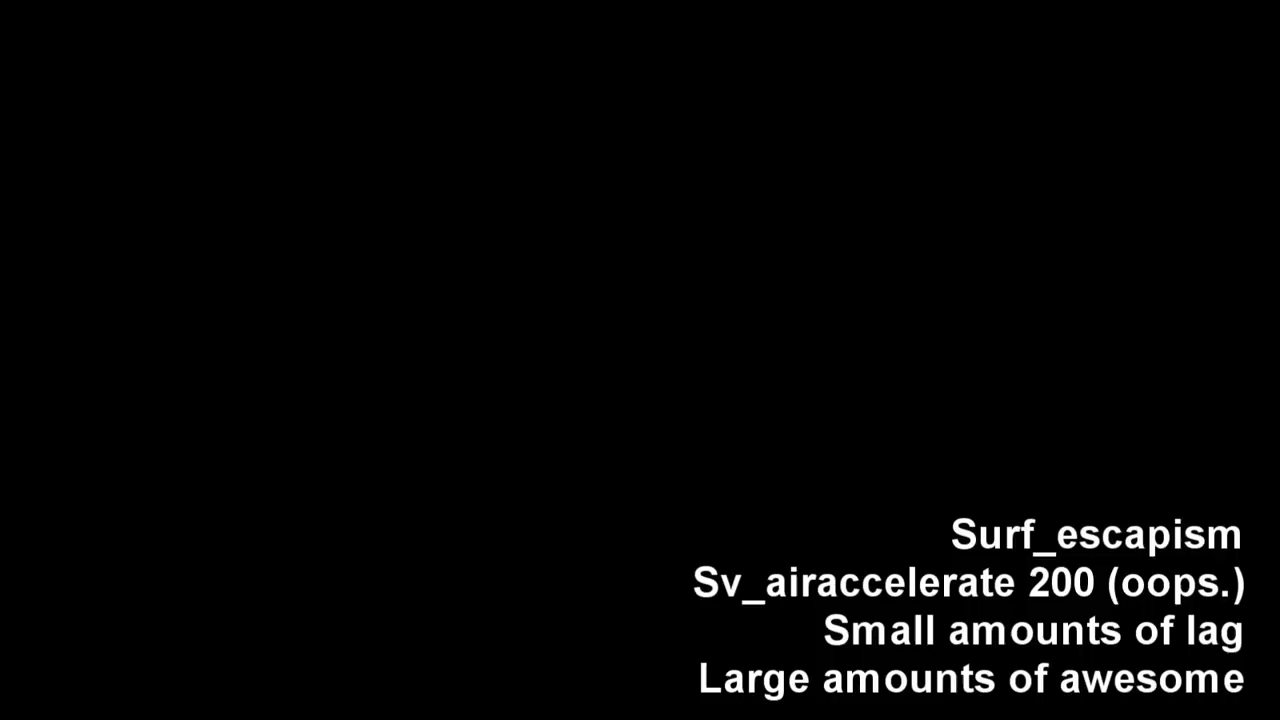 Surf_escapism
Sv_airaccelerate 200 (oops.)
Small amounts of lag
Large amounts of awesome